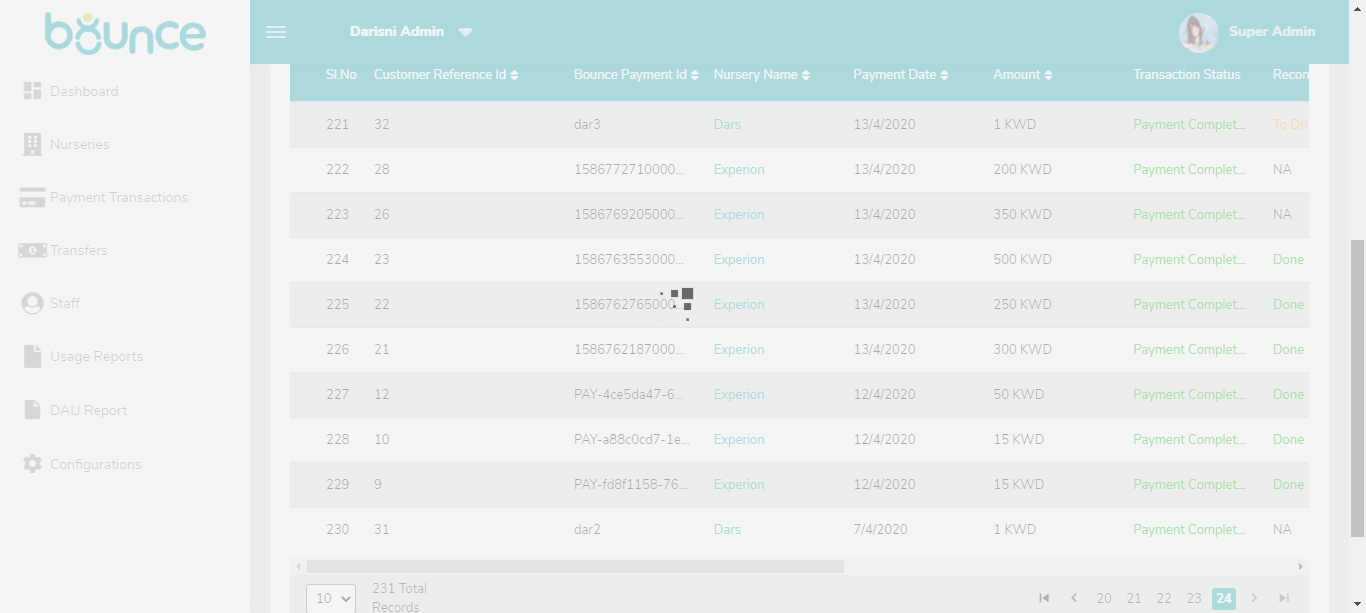 bounce
Darisni Admin
Super Admin
Dashboard
Nurseries
Payment Transactions
Transfers
Staff
Usage Reports
DAU Report
Configurations
Sl.No Customer Reference Id Bounce Payment Id Nursery Name Payment Date Amount Transaction Status Recon
221 32 dar3 Dars 13/4/2020 1 KWD Payment Complet... To Do
222 28 1586772710000... Experion 13/4/2020 200 KWD Payment Complet... NA
223 26 1586769205000... Experion 13/4/2020 350 KWD Payment Complet... NA
224 23 1586763553000... Experion 13/4/2020 500 KWD Payment Complet... Done
225 22 1586762765000... Experion 13/4/2020 250 KWD Payment Complet... Done
226 21 1586762187000... Experion 13/4/2020 300 KWD Payment Complet... Done
227 12 PAY-4ce5da47-6... Experion 12/4/2020 50 KWD Payment Complet... Done
228 10 PAY-a88c0cd7-1e... Experion 12/4/2020 15 KWD Payment Complet... Done
229 9 PAY-fd8f1158-76... Experion 12/4/2020 15 KWD Payment Complet... Done
230 31 dar2 Dars 7/4/2020 1 KWD Payment Complet... NA
10
231 Total
Records
20 21 22 23 24